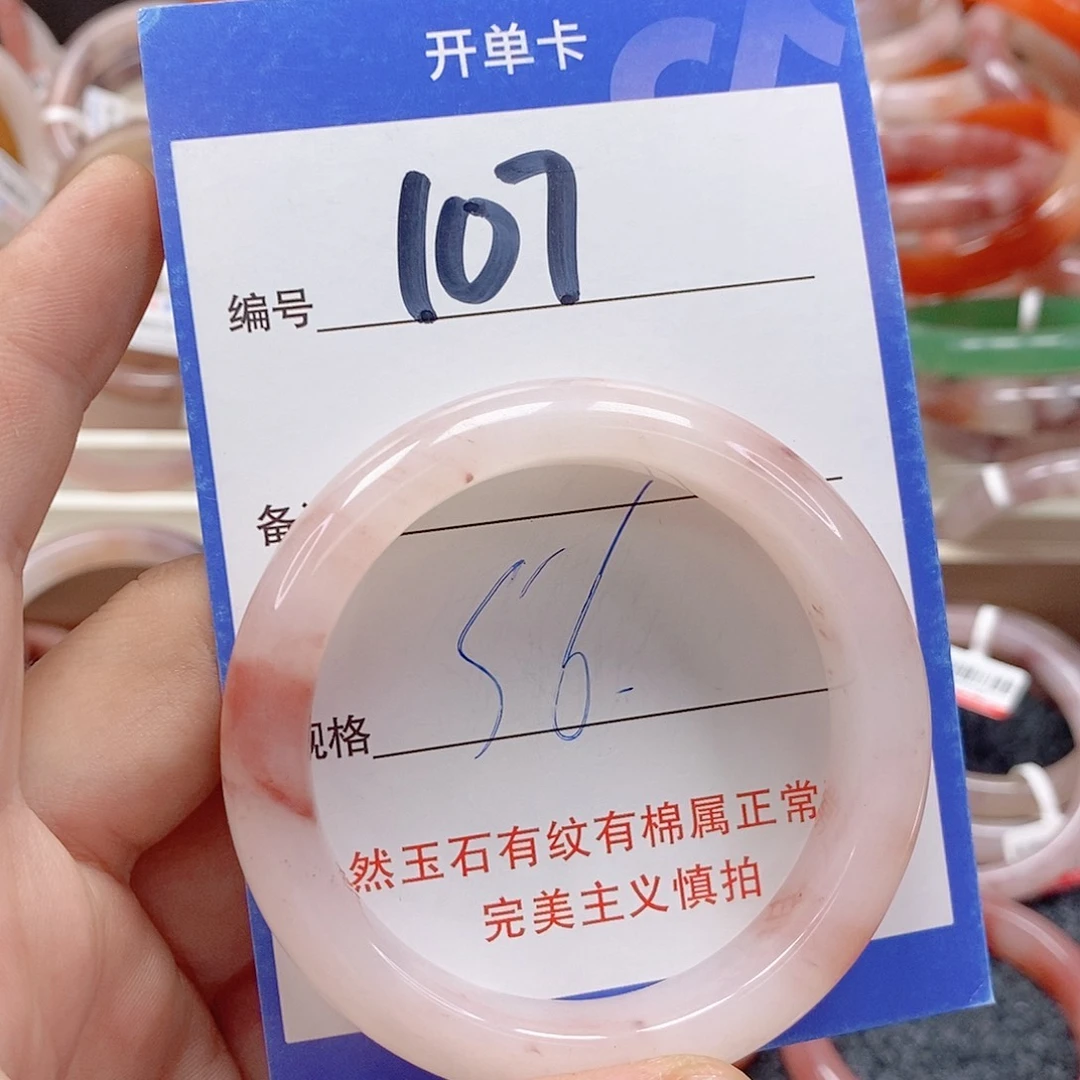 开单卡
编号 107
备
规格 56.
然玉石有纹有棉属正常
完美主义慎拍